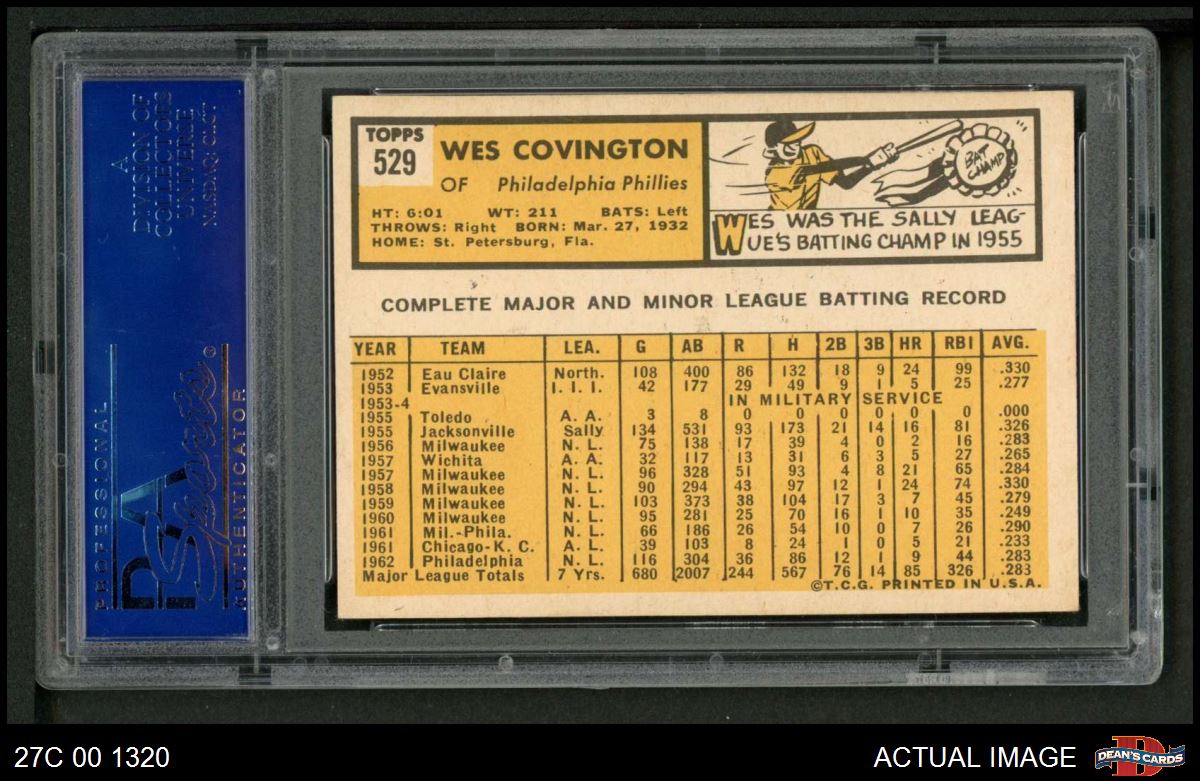 A
DIVISION OF
COLLECTORS
UNIVERSE
NASDAQ: CLCT
PROFESSIONAL
PSA
Sports
AUTHENTICATOR
TOPPS
529
WES COVINGTON
OF Philadelphia Phillies
HT: 6:01 WT: 211 BATS: Left
THROWS: Right BORN: Mar. 27, 1932
HOME: St. Petersburg, Fla.
BAT
CHAMP
WES WAS THE SALLY LEAG-
UE'S BATTING CHAMP IN 1955
COMPLETE MAJOR AND MINOR LEAGUE BATTING RECORD
YEAR TEAM LEA. G AB R H 2B 3B HR RBI AVG.
1952 Eau Claire North. 108 400 86 132 18 9 24 99 .330
1953 Evansville I. I. I. 42 177 29 49 9 1 5 25 .277
1953-4 IN MILITARY SERVICE
1955 Toledo A. A. 3 8 0 0 0 0 0 0 .000
1955 Jacksonville Sally 134 531 93 173 21 14 16 81 .326
1956 Milwaukee N. L. 75 138 17 39 4 0 2 16 .283
1957 Wichita A. A. 32 117 13 31 6 3 5 27 .265
1957 Milwaukee N. L. 96 328 51 93 4 8 21 65 .284
1958 Milwaukee N. L. 90 294 43 97 12 1 24 74 .330
1959 Milwaukee N. L. 103 373 38 104 17 3 7 45 .279
1960 Milwaukee N. L. 95 281 25 70 16 1 10 35 .249
1961 Mil.-Phila. N. L. 66 186 26 54 10 0 7 26 .290
1961 Chicago-K. C. A. L. 39 103 8 24 1 0 5 21 .233
1962 Philadelphia N. L. 116 304 36 86 12 1 9 44 .283
Major League Totals 7 Yrs. 680 2007 244 567 76 14 85 326 .283
©T.C.G. PRINTED IN U.S.A.
27C 00 1320
ACTUAL IMAGE
DEAN'S CARDS